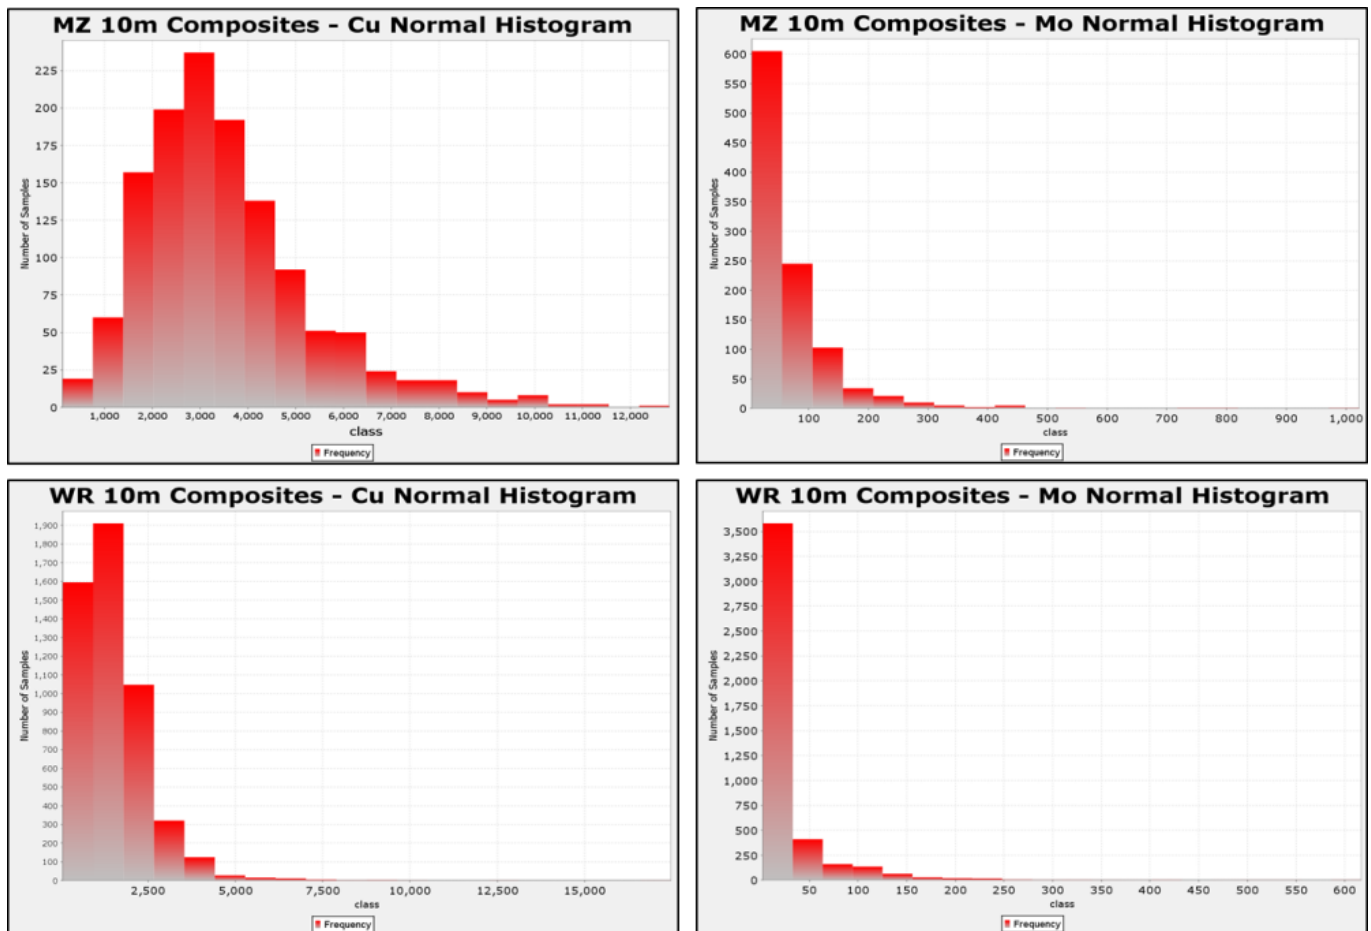 MZ 10m Composites - Cu Normal Histogram
Number of Samples
225
200
175
150
125
100
75
50
25
0
1,000 2,000 3,000 4,000 5,000 6,000 7,000 8,000 9,000 10,000 11,000 12,000
class
Frequency
MZ 10m Composites - Mo Normal Histogram
Number of Samples
600
550
500
450
400
350
300
250
200
150
100
50
0
100 200 300 400 500 600 700 800 900 1,000
class
Frequency
WR 10m Composites - Cu Normal Histogram
Number of Samples
1,900
1,800
1,700
1,600
1,500
1,400
1,300
1,200
1,100
1,000
900
800
700
600
500
400
300
200
100
0
2,500 5,000 7,500 10,000 12,500 15,000
class
Frequency
WR 10m Composites - Mo Normal Histogram
Number of Samples
3,500
3,250
3,000
2,750
2,500
2,250
2,000
1,750
1,500
1,250
1,000
750
500
250
0
50 100 150 200 250 300 350 400 450 500 550 600
class
Frequency